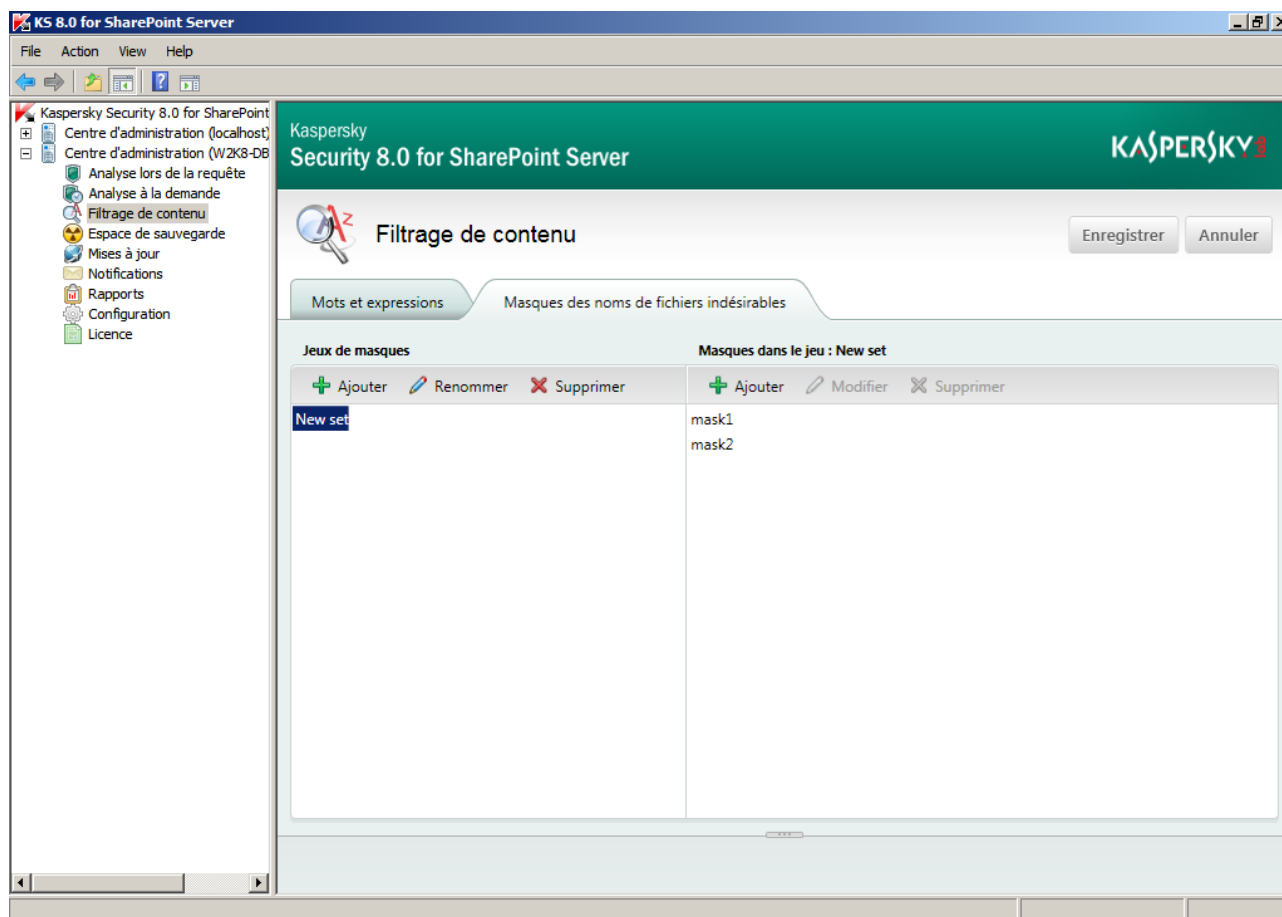 KS 8.0 for SharePoint Server
File Action View Help
Kaspersky Security 8.0 for SharePoint
Centre d'administration (localhost)
Centre d'administration (W2K8-DB
Analyse lors de la requête
Analyse à la demande
Filtrage de contenu
Espace de sauvegarde
Mises à jour
Notifications
Rapports
Configuration
Licence
Kaspersky
Security 8.0 for SharePoint Server
KASPERSKY lab
Filtrage de contenu
Enregistrer Annuler
Mots et expressions Masques des noms de fichiers indésirables
Jeux de masques Masques dans le jeu : New set
Ajouter Renommer Supprimer Ajouter Modifier Supprimer
New set mask1
mask2